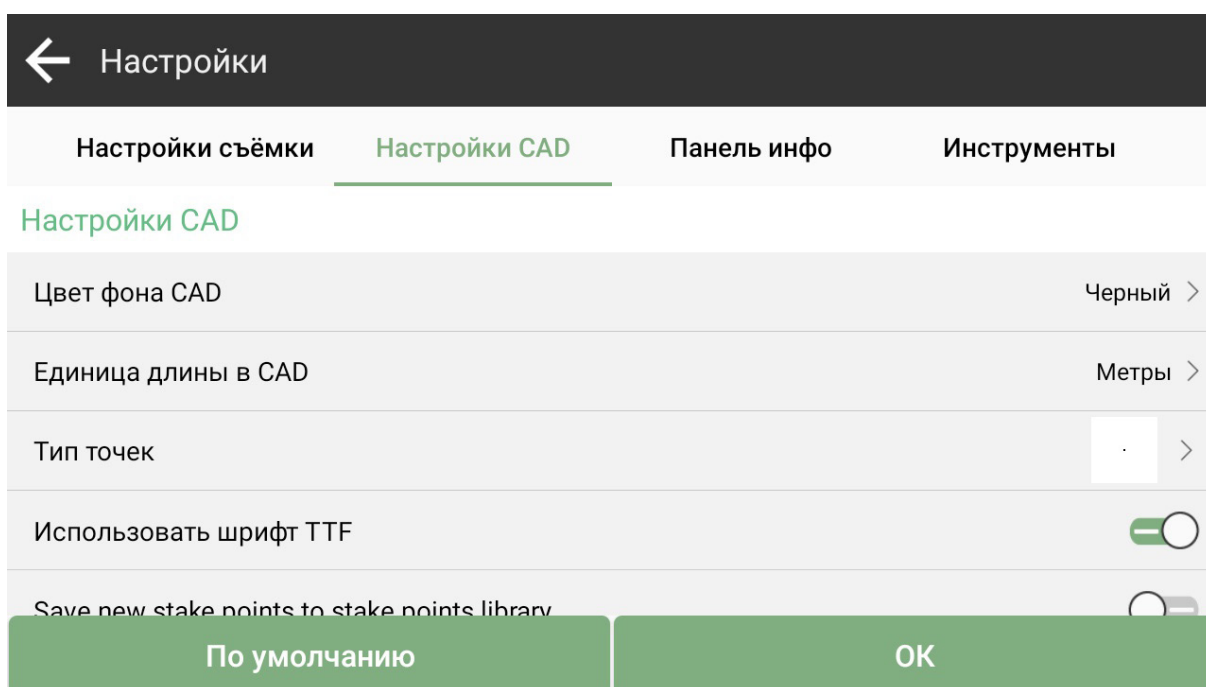 Настройки
Настройки съёмки Настройки CAD Панель инфо Инструменты
Настройки CAD
Цвет фона CAD Черный
Единица длины в CAD Метры
Тип точек
Использовать шрифт TTF
Save new stake points to stake points library
По умолчанию ОК